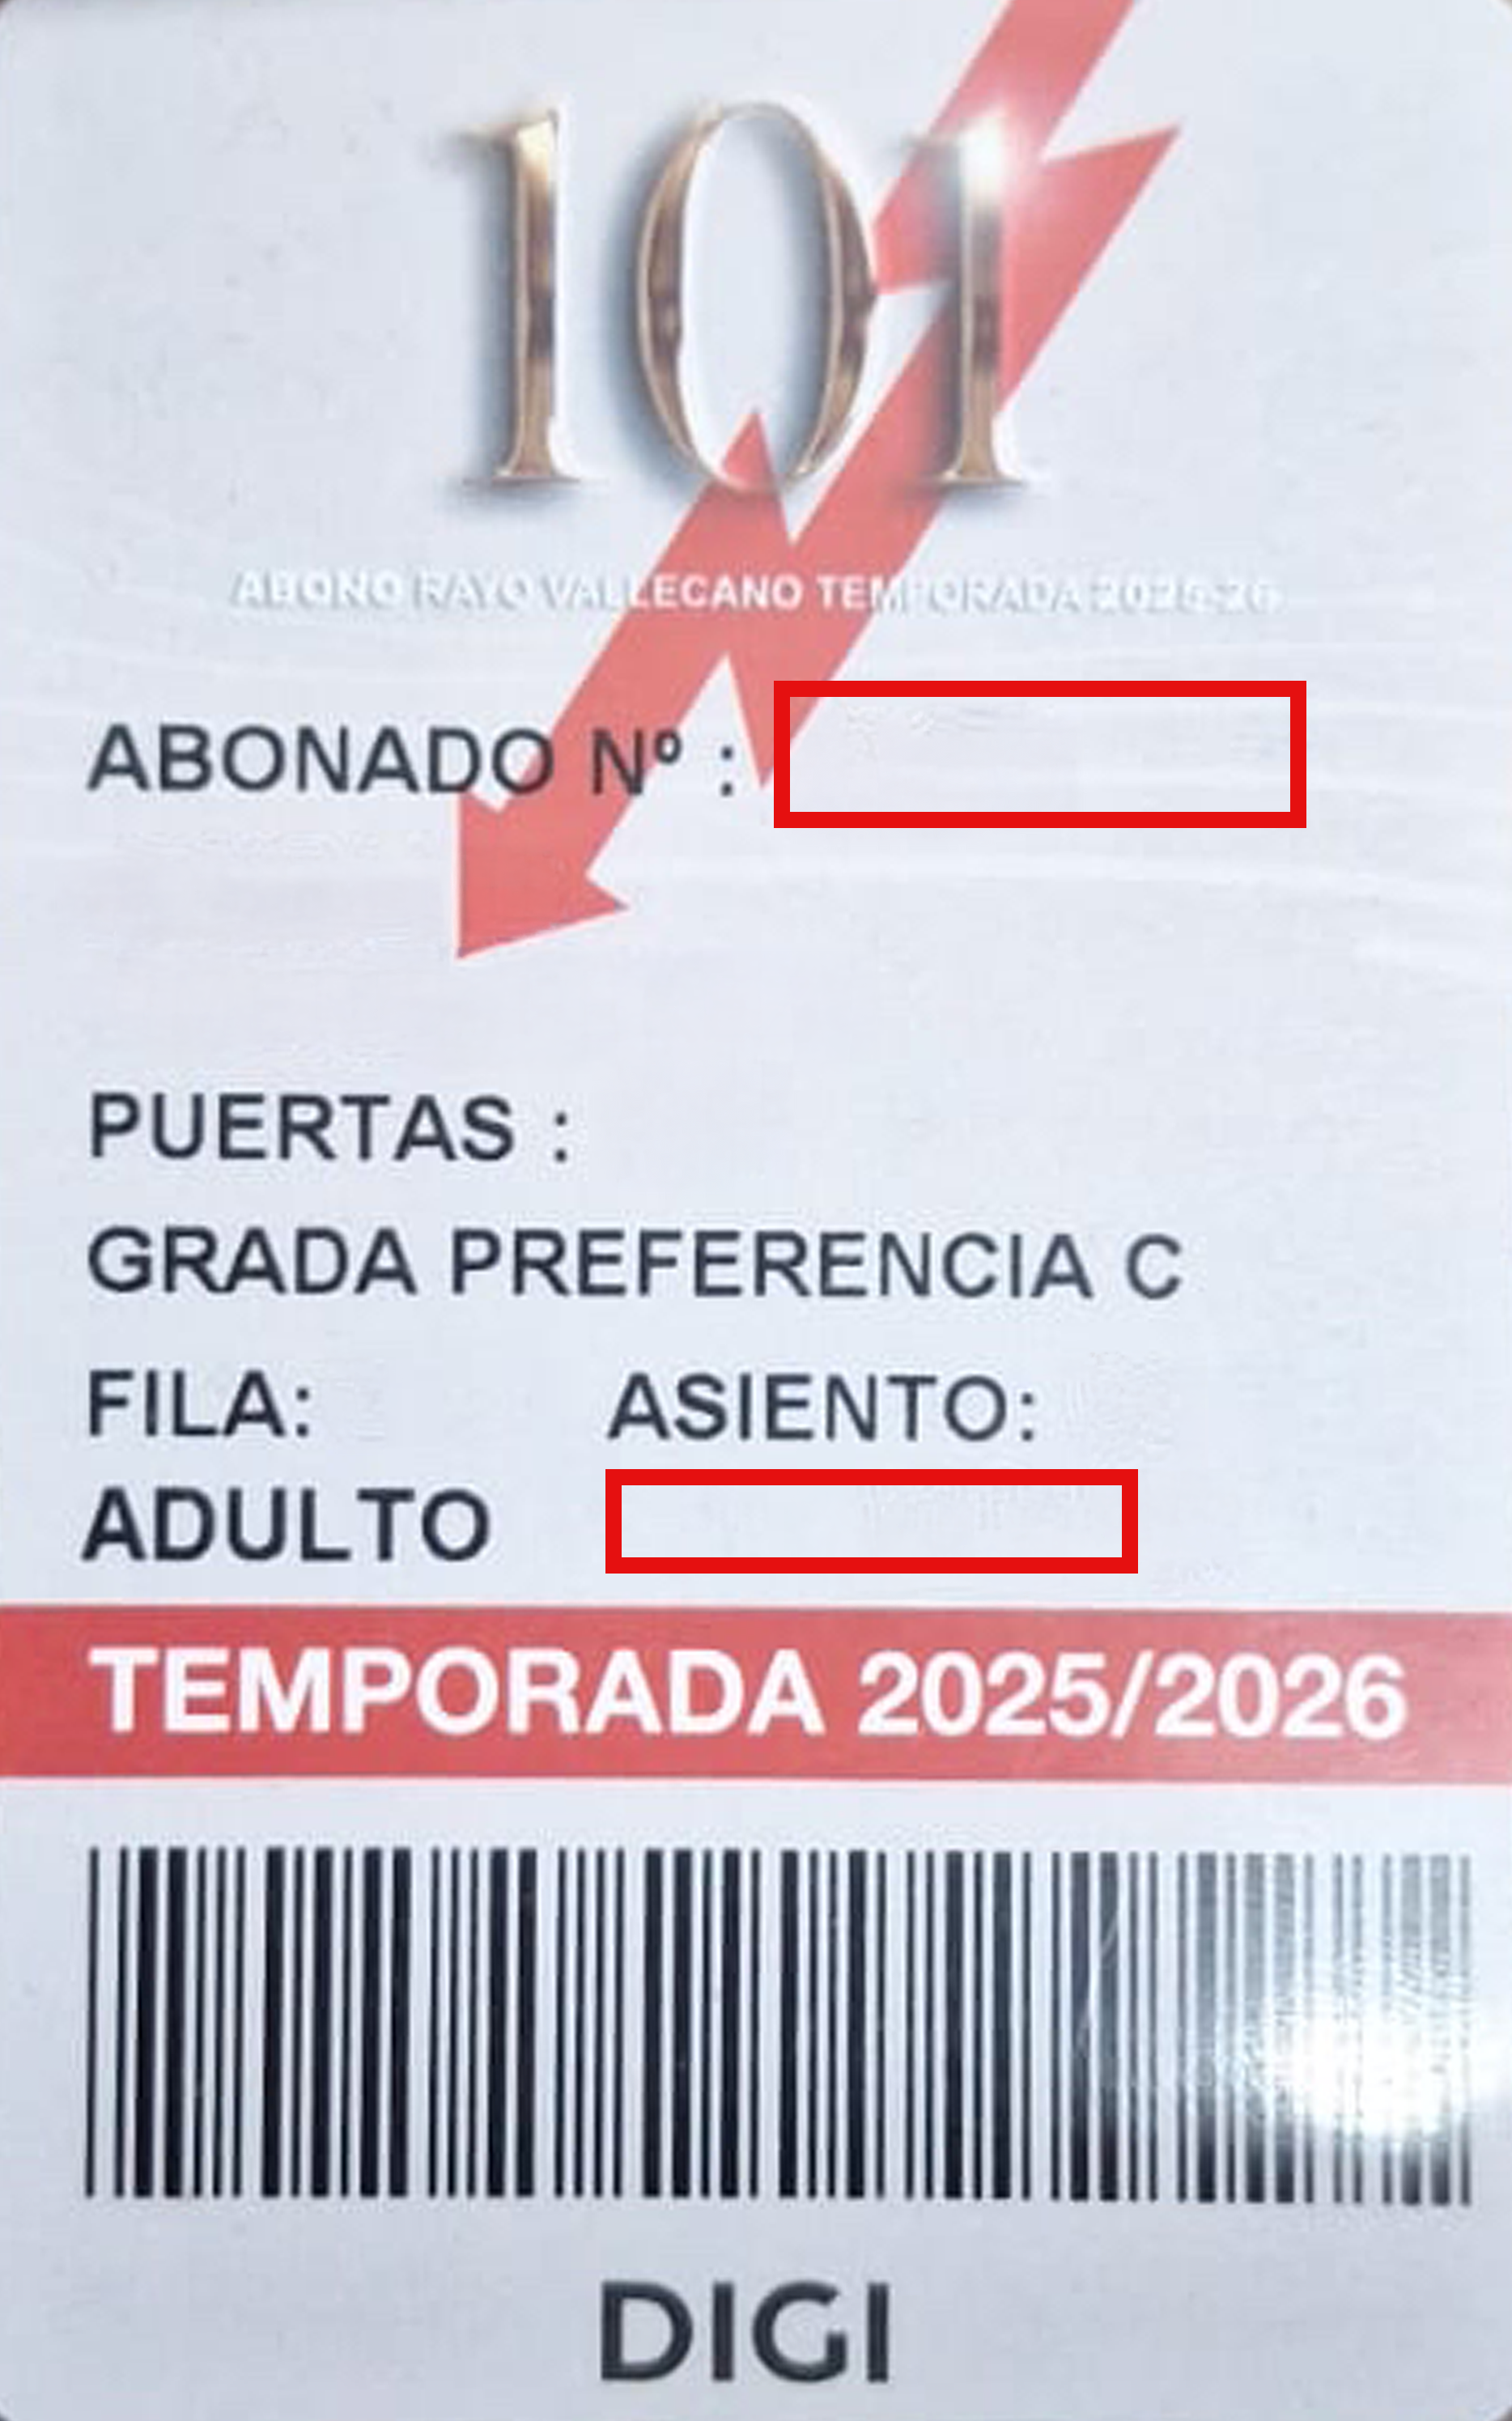 101
ABONO RAYO VALLECANO TEMPORADA 2025-26
ABONADO Nº :
PUERTAS :
GRADA PREFERENCIA C
FILA: ASIENTO:
ADULTO
TEMPORADA 2025/2026
DIGI